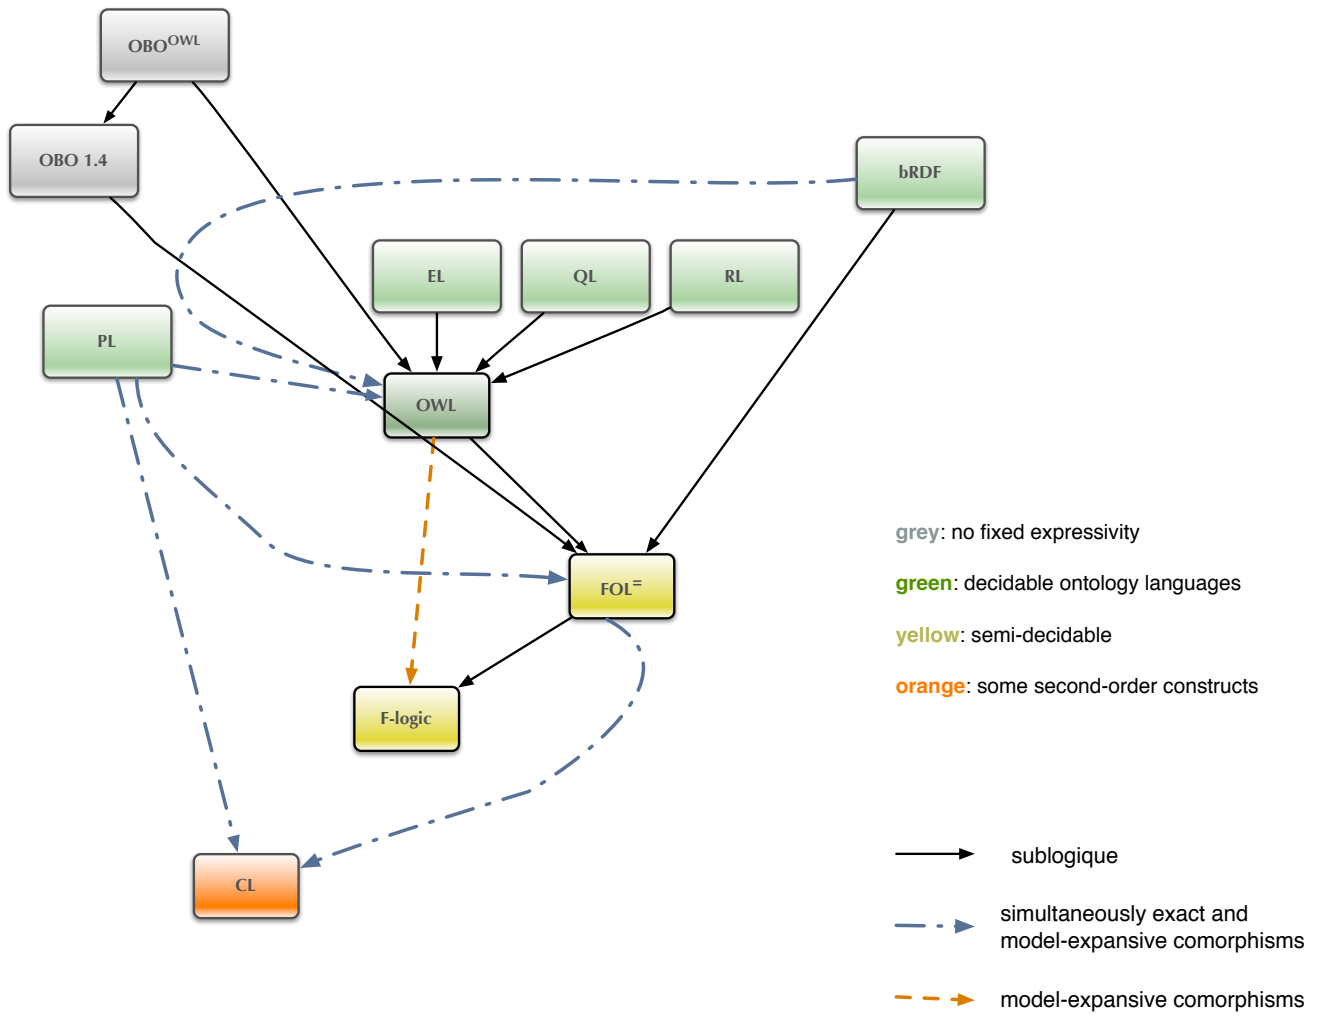 OBO^OWL
OBO 1.4
bRDF
EL
QL
RL
PL
OWL
FOL^=
F-logic
CL
grey: no fixed expressivity
green: decidable ontology languages
yellow: semi-decidable
orange: some second-order constructs
sublogique
simultaneously exact and
model-expansive comorphisms
model-expansive comorphisms